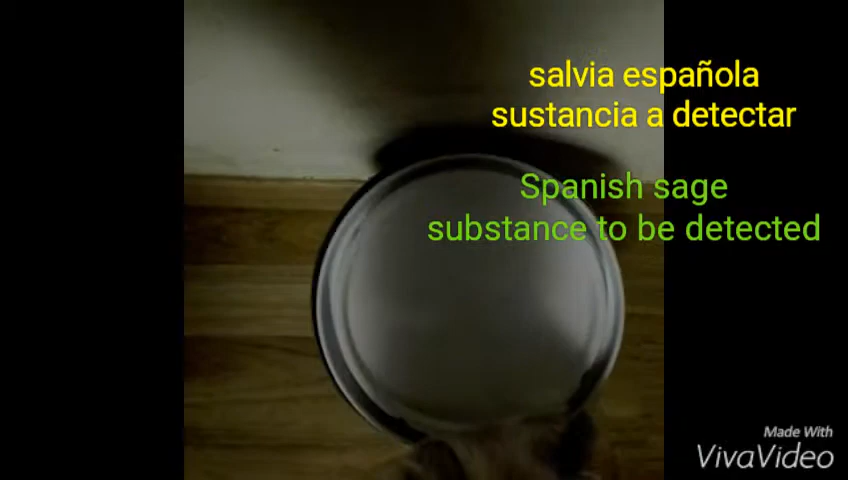 salvia española
sustancia a detectar
Spanish sage
substance to be detected
Made With
VivaVideo